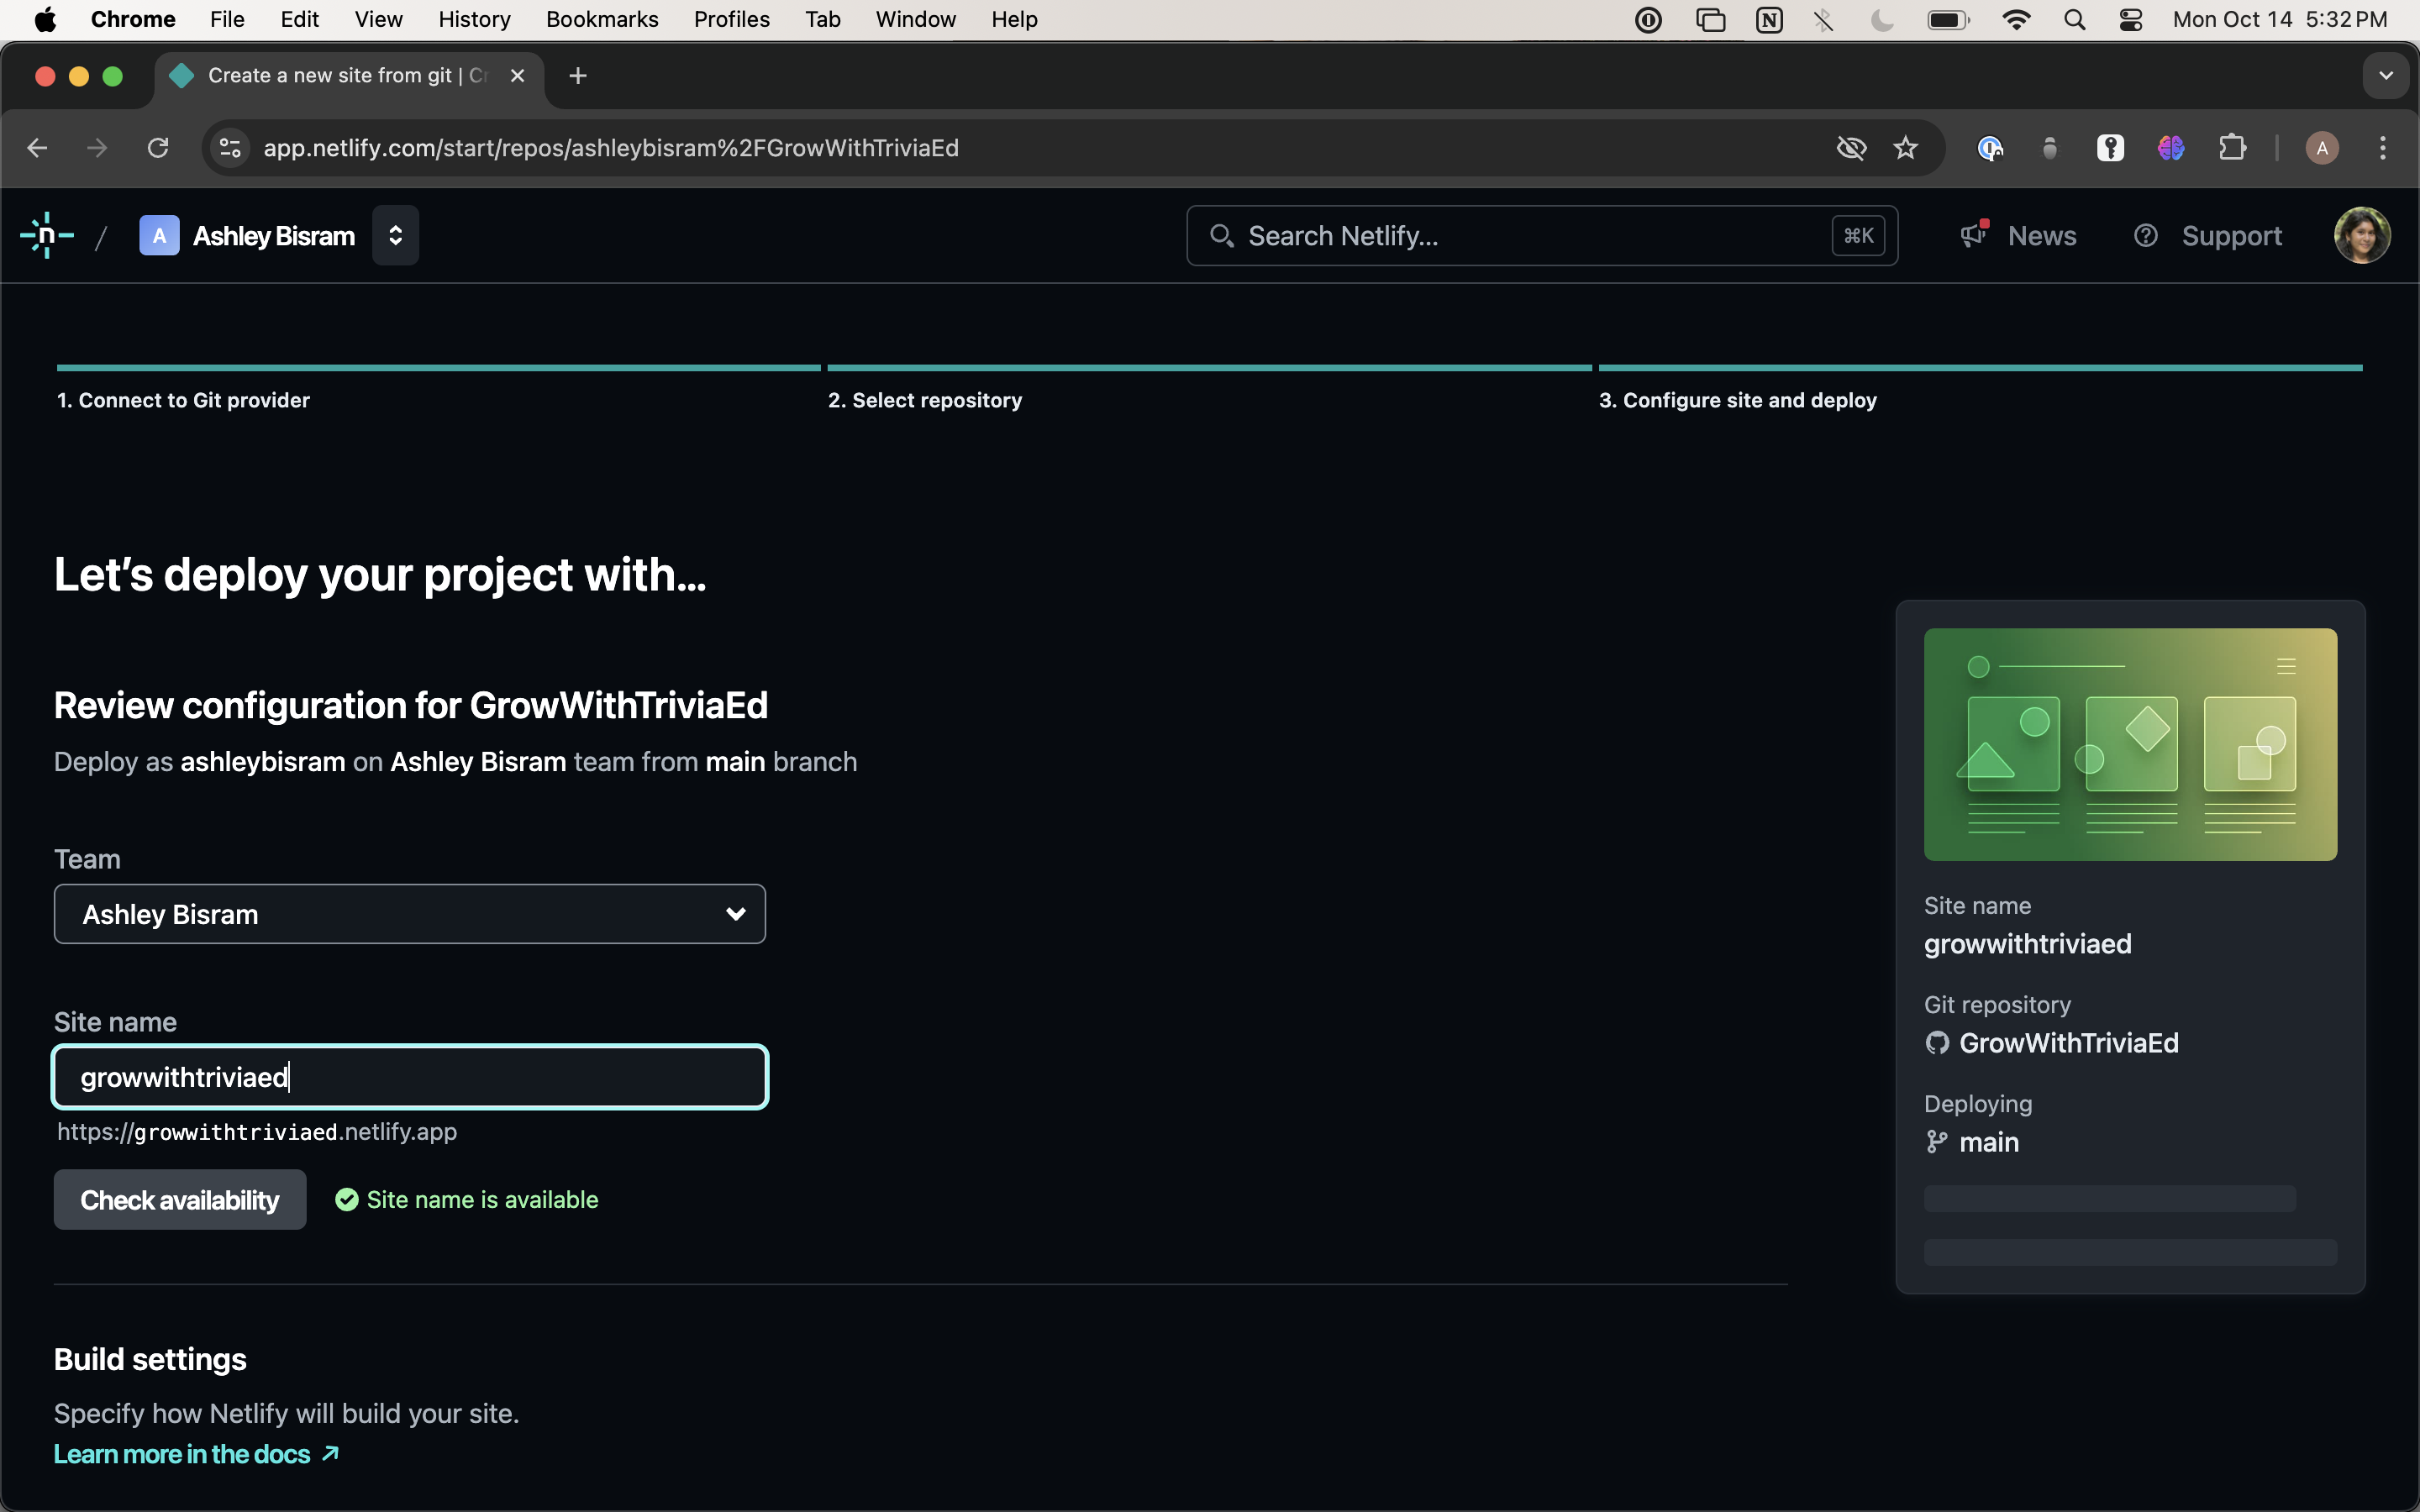 Chrome File Edit View History Bookmarks Profiles Tab Window Help Mon Oct 14 5:32 PM
Create a new site from git | Cr
app.netlify.com/start/repos/ashleybisram%2FGrowWithTriviaEd
A
n / A Ashley Bisram
Search Netlify...
⌘K
News
Support
1. Connect to Git provider
2. Select repository
3. Configure site and deploy
Let’s deploy your project with…
Review configuration for GrowWithTriviaEd
Deploy as ashleybisram on Ashley Bisram team from main branch
Team
Ashley Bisram
Site name
growwithtriviaed
https://growwithtriviaed.netlify.app
Check availability
Site name is available
Build settings
Specify how Netlify will build your site.
Learn more in the docs ↗
Site name
growwithtriviaed
Git repository
GrowWithTriviaEd
Deploying
main